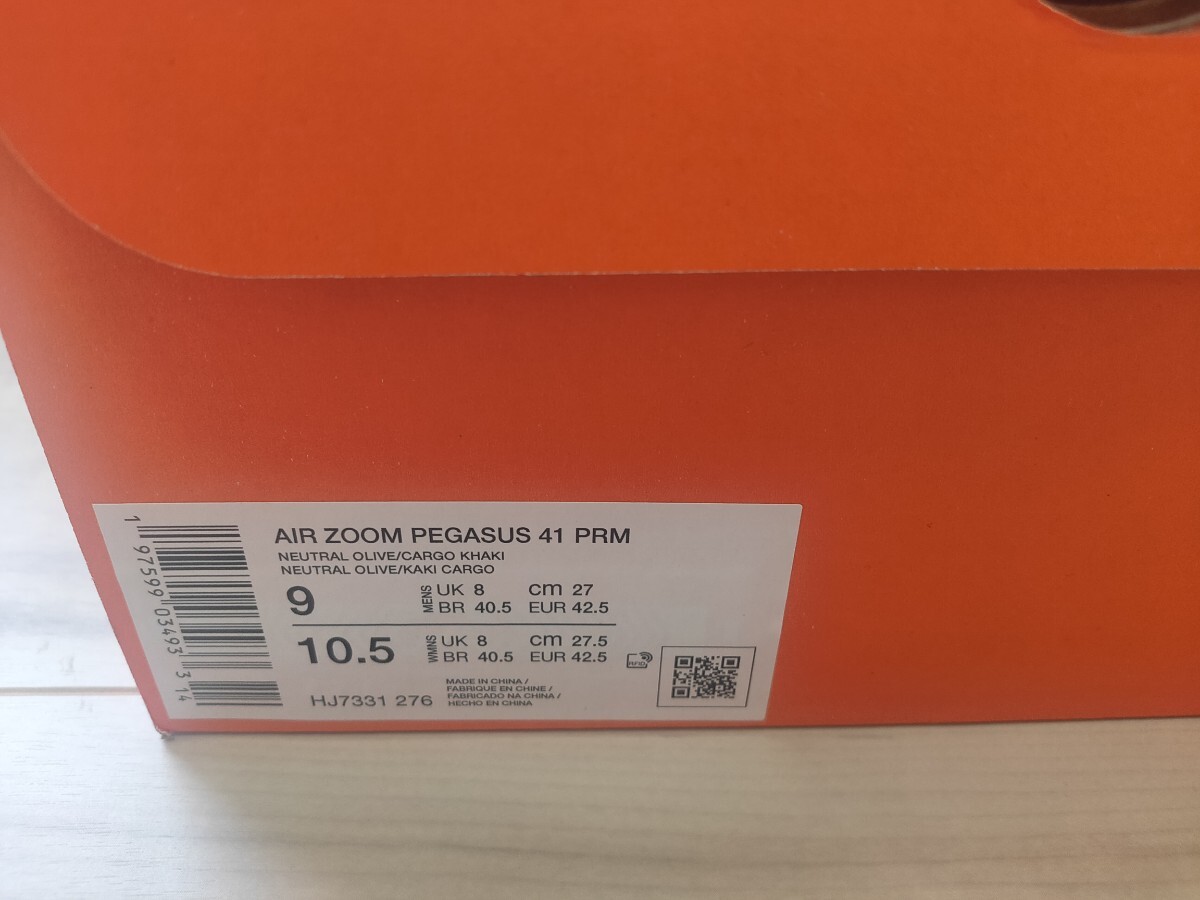 AIR ZOOM PEGASUS 41 PRM
NEUTRAL OLIVE/CARGO KHAKI
NEUTRAL OLIVE/KAKI CARGO
9 MENS UK 8 cm 27
BR 40.5 EUR 42.5
10.5 WMNS UK 8 cm 27.5
BR 40.5 EUR 42.5
RFID
HJ7331 276
MADE IN CHINA /
FABRIQUE EN CHINE /
FABRICADO NA CHINA /
HECHO EN CHINA
1 97599 03493 3 14